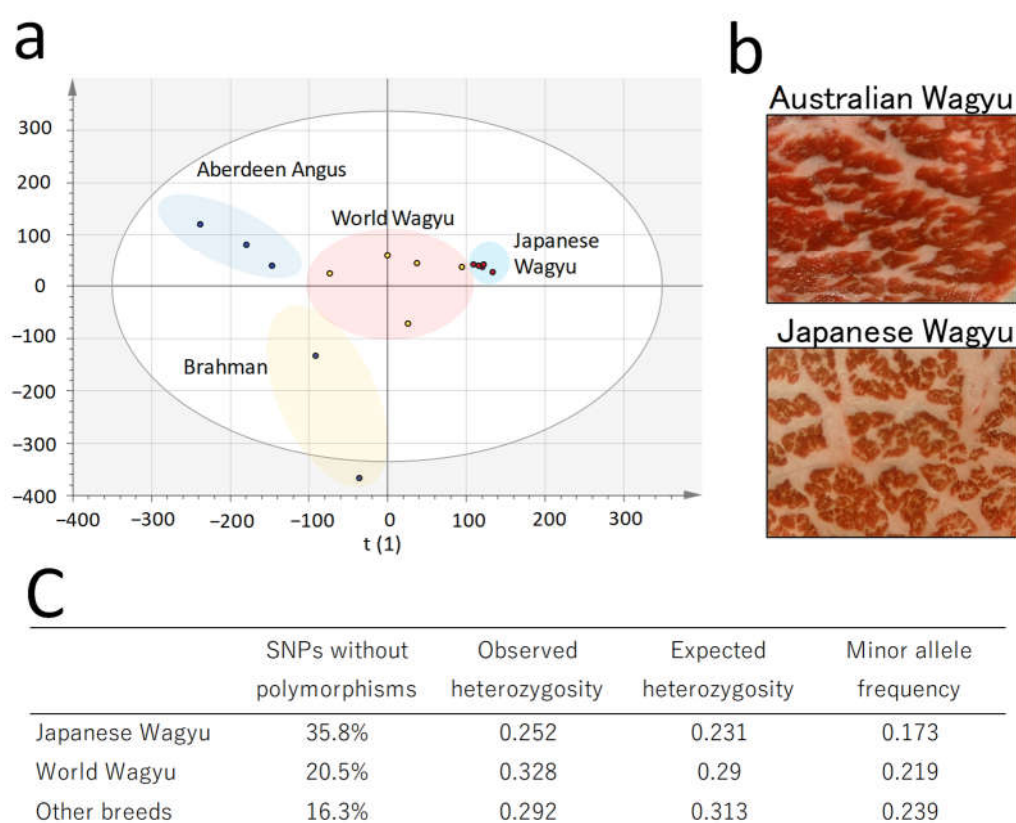 a
300
200
100
0
−100
−200
−300
−400
−400 −300 −200 −100 0 100 200 300
t (1)
Aberdeen Angus
World Wagyu
Japanese
Wagyu
Brahman
b
Australian Wagyu
Japanese Wagyu
C
SNPs without Observed Expected Minor allele
polymorphisms heterozygosity heterozygosity frequency
Japanese Wagyu 35.8% 0.252 0.231 0.173
World Wagyu 20.5% 0.328 0.29 0.219
Other breeds 16.3% 0.292 0.313 0.239